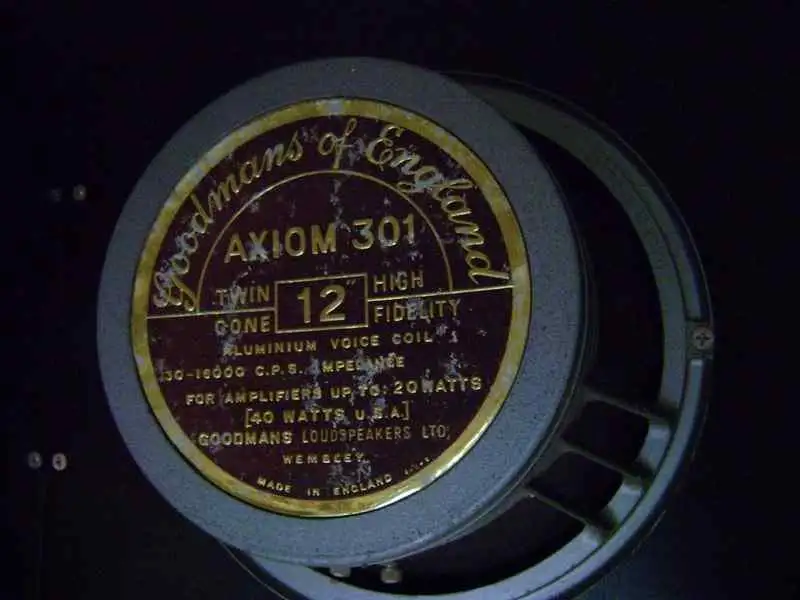 Goodmans of England
AXIOM 301
TWIN CONE
12"
HIGH FIDELITY
ALUMINIUM VOICE COIL
30-16000 C.P.S. IMPEDANCE
FOR AMPLIFIERS UP TO: 20 WATTS
[40 WATTS U.S.A.]
GOODMANS LOUDSPEAKERS LTD,
WEMBLEY.
MADE IN ENGLAND